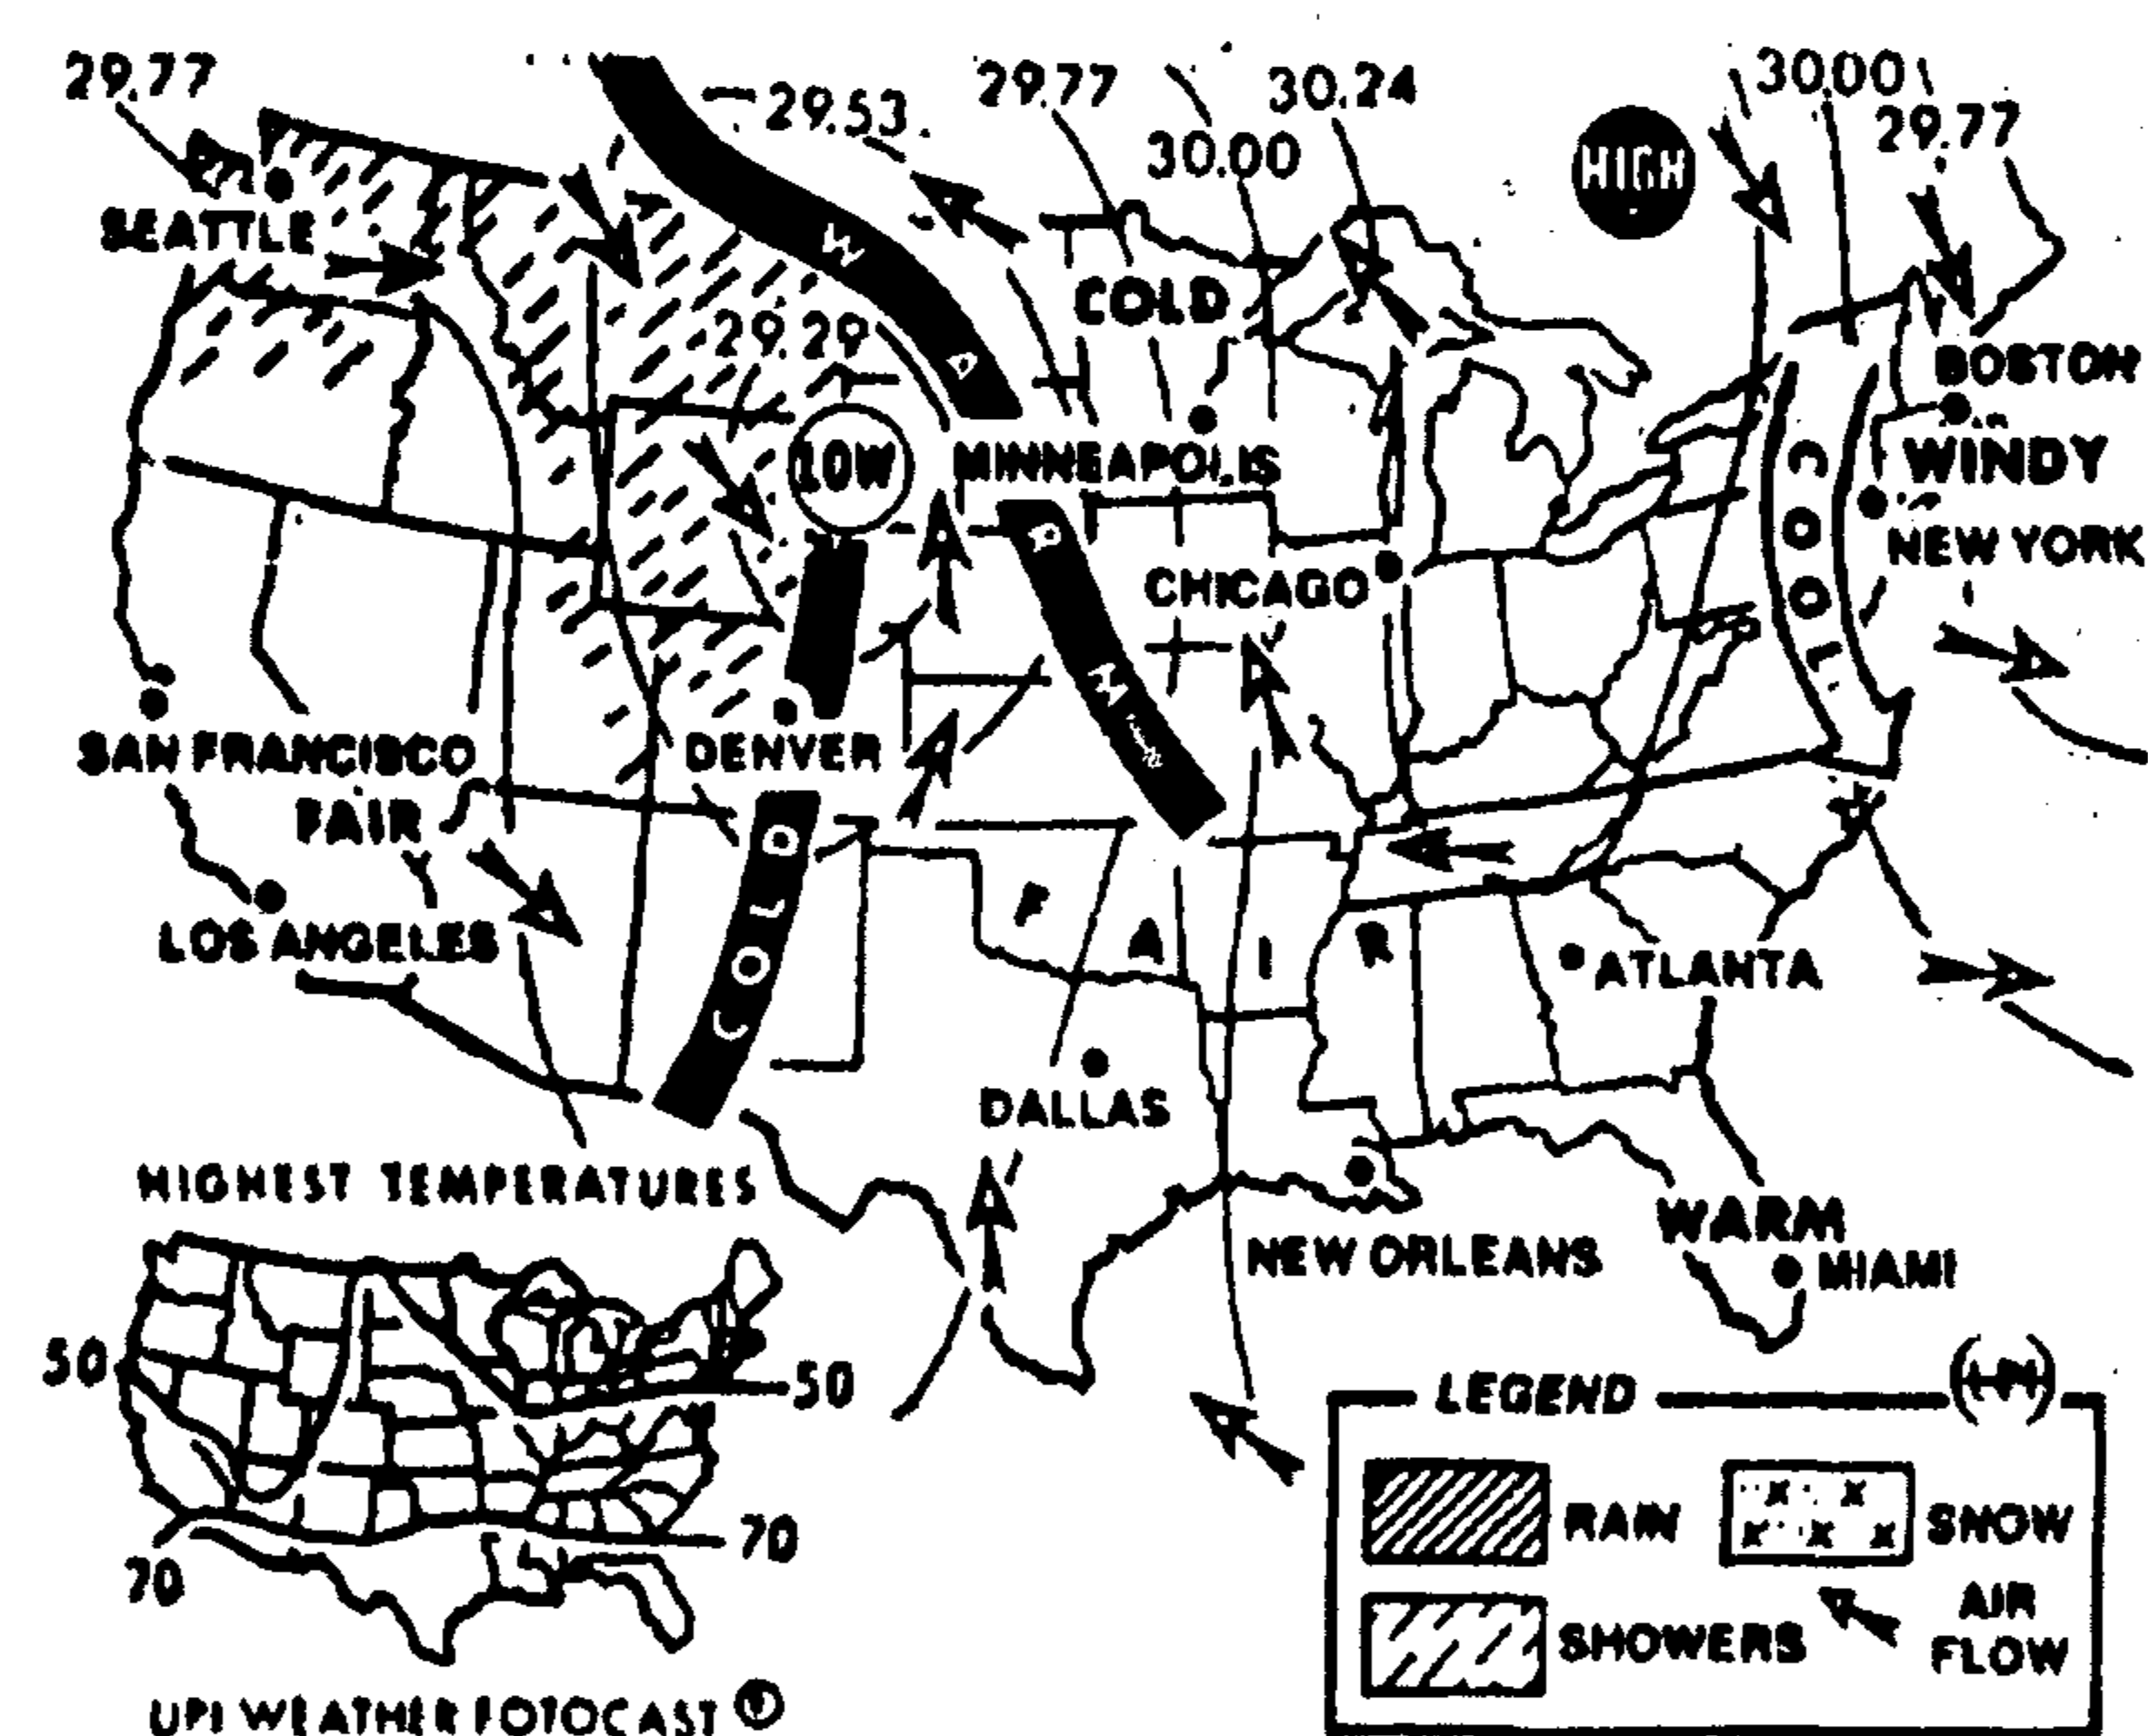 29.77
29.53
29.77
30.24
30.00
29.77
30.00
HIGH
SEATTLE
COLD
29.29
BOSTON
LOW
MINNEAPOLIS
WINDY
COOL
NEW YORK
CHICAGO
SAN FRANCISCO
DENVER
FAIR
LOS ANGELES
COLD
FAIR
ATLANTA
DALLAS
HIGHEST TEMPERATURES
WARM
NEW ORLEANS
MIAMI
50
50
LEGEND
RAIN
SNOW
70
70
AIR
FLOW
SHOWERS
UPI WEATHER FOTOCAST